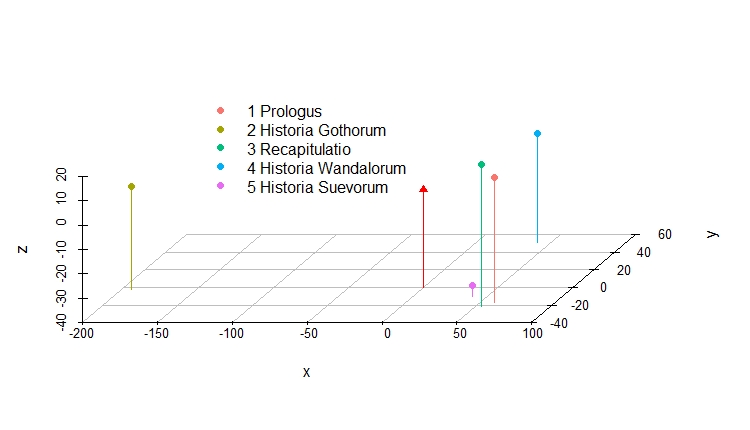 1 Prologus
2 Historia Gothorum
3 Recapitulatio
4 Historia Wandalorum
5 Historia Suevorum
20
10
0
-10
-20
-30
-40
z
-200
-150
-100
-50
0
50
100
x
60
40
20
0
-20
-40
y